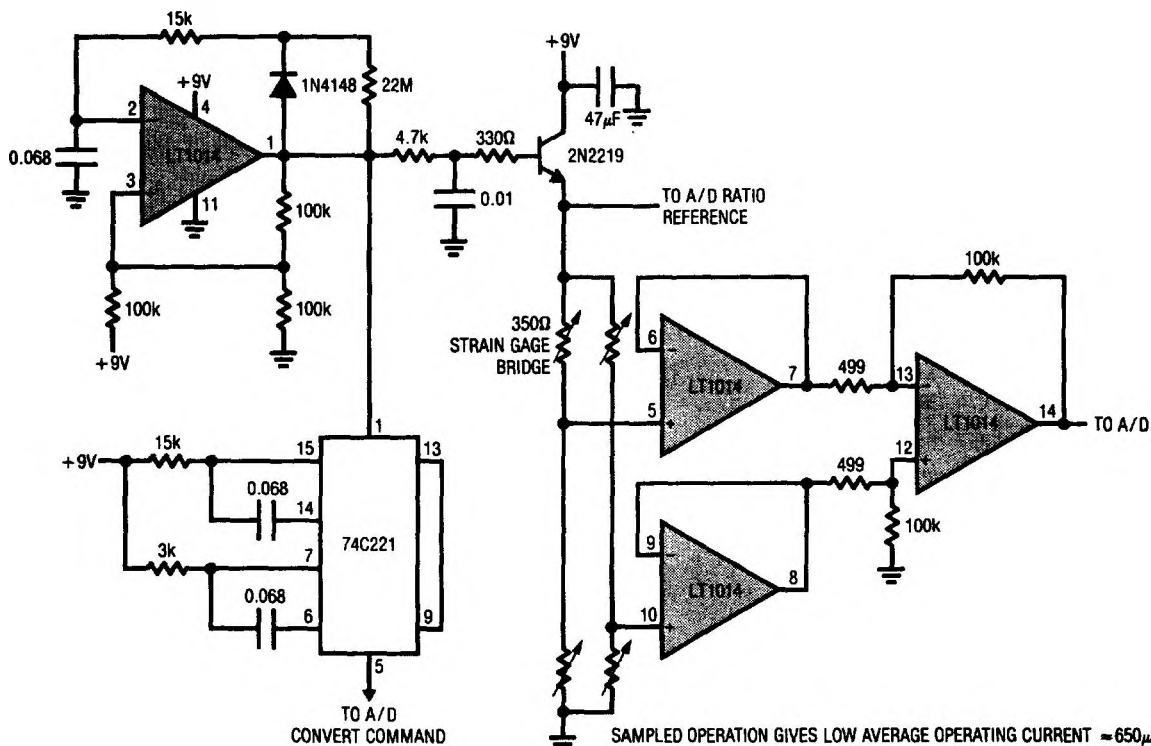 15k
+9V
1N4148
22M
+9V
2
4
1
LT1014
47µF
4.7k
330Ω
2N2219
0.068
3
11
0.01
TO A/D RATIO
REFERENCE
100k
100k
100k
100k
+9V
350Ω
STRAIN GAGE
BRIDGE
6
LT1014
7
499
13
5
LT1014
14
TO A/D
12
1
15k
15
13
+9V
499
0.068
14
100k
3k
74C221
9
7
LT1014
8
0.068
10
6
9
5
TO A/D
CONVERT COMMAND
SAMPLED OPERATION GIVES LOW AVERAGE OPERATING CURRENT ≈650µ